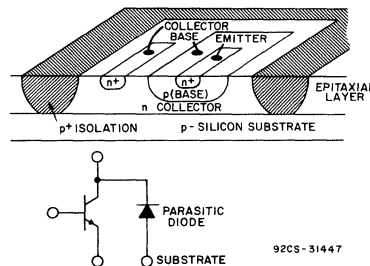 COLLECTOR
BASE
EMITTER
n+
n+
p(BASE)
n COLLECTOR
EPITAXIAL
LAYER
p+ ISOLATION
p- SILICON SUBSTRATE
PARASITIC
DIODE
SUBSTRATE
92CS-31447